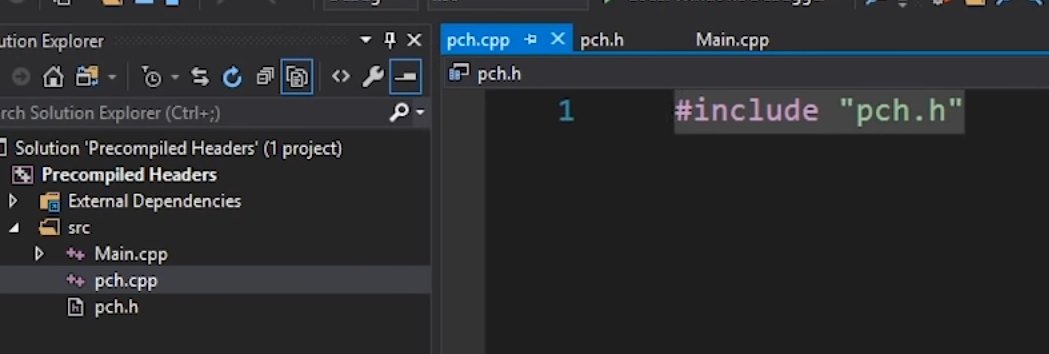 ution Explorer
rch Solution Explorer (Ctrl+;)
Solution 'Precompiled Headers' (1 project)
Precompiled Headers
External Dependencies
src
Main.cpp
pch.cpp
pch.h
pch.cpp pch.h Main.cpp
pch.h
1 #include "pch.h"